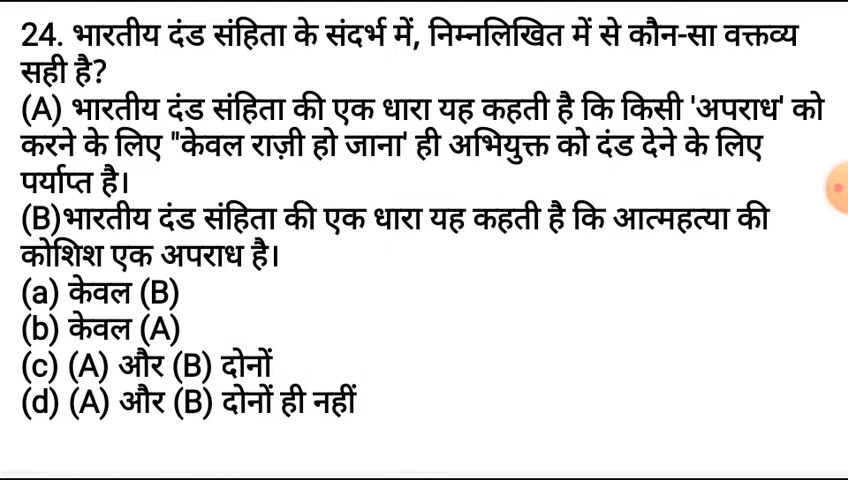 24. भारतीय दंड संहिता के संदर्भ में, निम्नलिखित में से कौन-सा वक्तव्य
सही है?
(A) भारतीय दंड संहिता की एक धारा यह कहती है कि किसी 'अपराध' को
करने के लिए "केवल राज़ी हो जाना' ही अभियुक्त को दंड देने के लिए
पर्याप्त है।
(B)भारतीय दंड संहिता की एक धारा यह कहती है कि आत्महत्या की
कोशिश एक अपराध है।
(a) केवल (B)
(b) केवल (A)
(c) (A) और (B) दोनों
(d) (A) और (B) दोनों ही नहीं